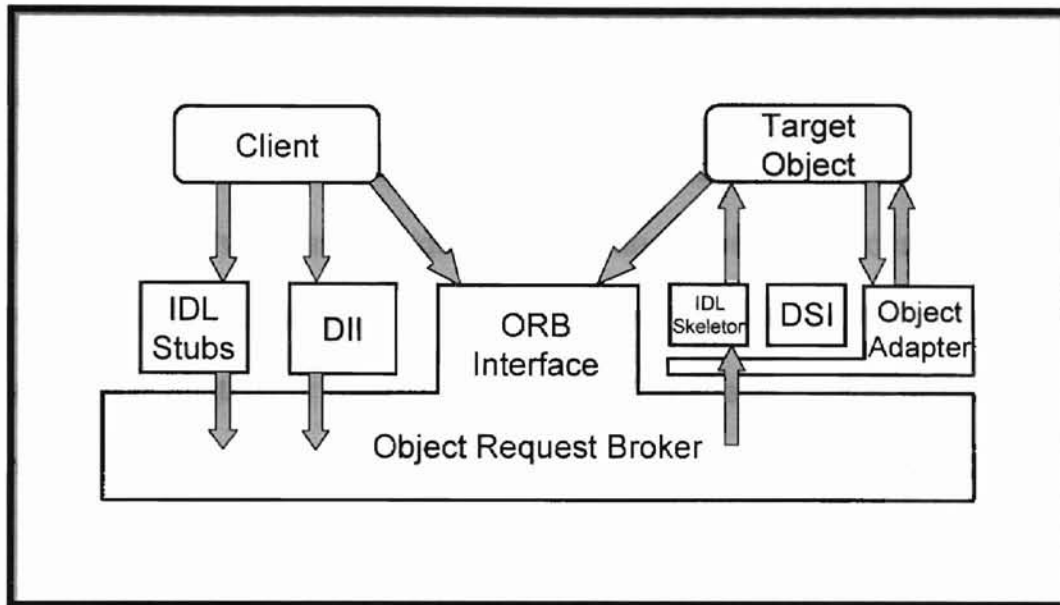 Client
Target
Object
IDL
Stubs
DII
ORB
Interface
IDL
Skeleton
DSI
Object
Adapter
Object Request Broker